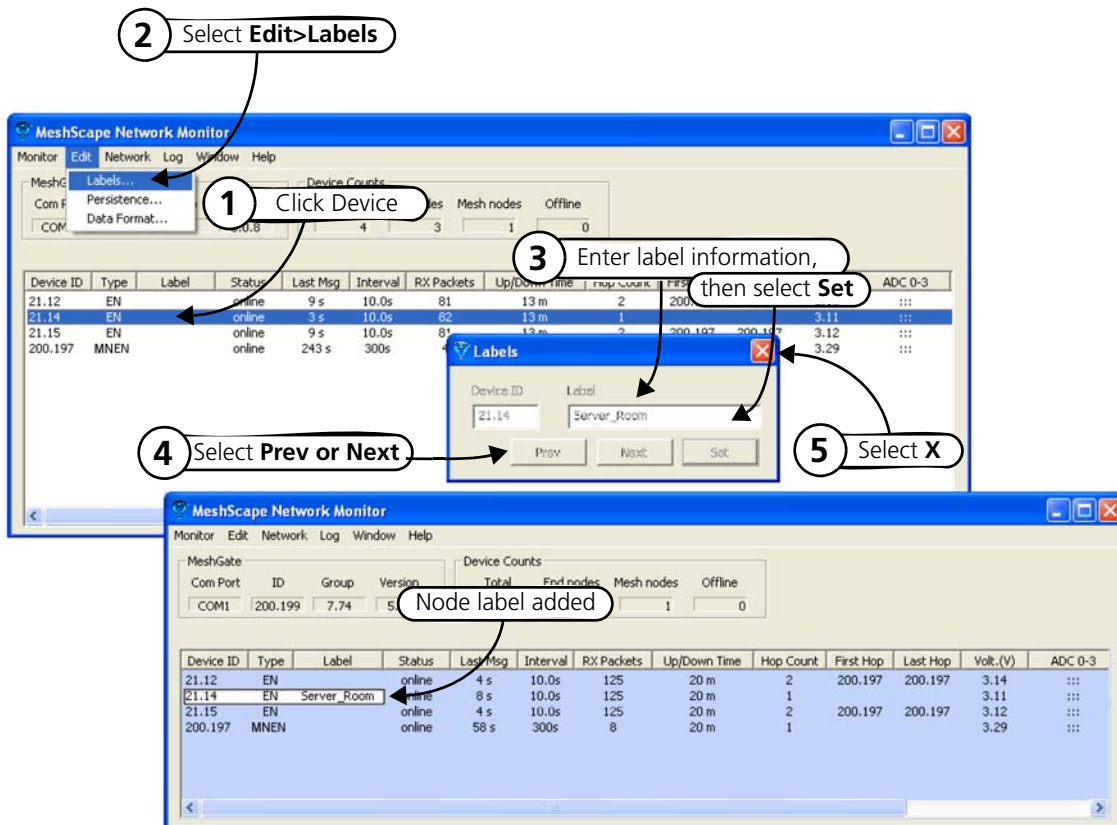 2 Select Edit>Labels
MeshScape Network Monitor
Monitor Edit Network Log Window Help
Labels...
Persistence...
Data Format...
Device Counts
Mesh nodes Offline
4 3 1 0
1 Click Device
3 Enter label information,
then select Set
Device ID Type Label Status Last Msg Interval RX Packets Hop Count ADC 0-3
21.12 EN online 9 s 10.0s 81 13 m 2 :::
21.14 EN online 3 s 10.0s 82 13 m 1 3.11 :::
21.15 EN online 9 s 10.0s 81 13 m 2 200.197 200.197 3.12 :::
200.197 MNEN online 243 s 300s 3.29 :::
Labels
Device ID Label
21.14 Server_Room
Prev Next Set
4 Select Prev or Next
5 Select X
MeshScape Network Monitor
Monitor Edit Network Log Window Help
MeshGate Device Counts
Com Port ID Group Version Total End nodes Mesh nodes Offline
COM1 200.199 7.74 1 0
Node label added
Device ID Type Label Status Last Msg Interval RX Packets Up/Down Time Hop Count First Hop Last Hop Volt.(V) ADC 0-3
21.12 EN online 4 s 10.0s 125 20 m 2 200.197 200.197 3.14 :::
21.14 EN Server_Room online 8 s 10.0s 125 20 m 1 3.11 :::
21.15 EN online 4 s 10.0s 125 20 m 2 200.197 200.197 3.12 :::
200.197 MNEN online 58 s 300s 8 20 m 1 3.29 :::